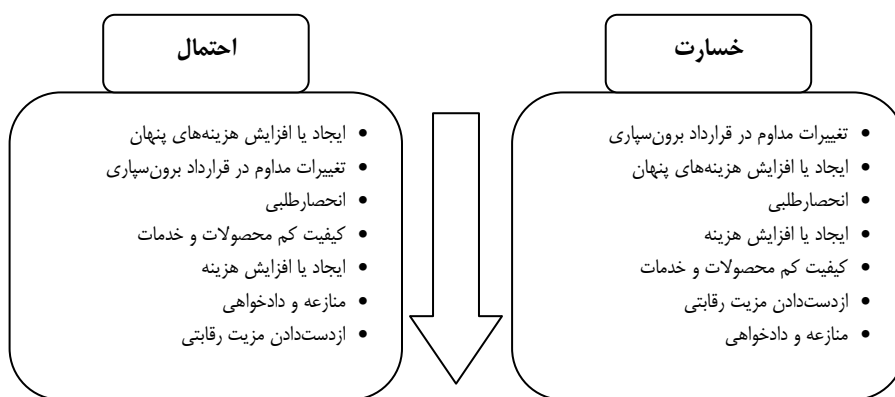 خسارت
• تغییرات مداوم در قرارداد برون‌سپاری
• ایجاد یا افزایش هزینه‌های پنهان
• انحصارطلبی
• ایجاد یا افزایش هزینه
• کیفیت کم محصولات و خدمات
• ازدست‌دادن مزیت رقابتی
• منازعه و دادخواهی
احتمال
• ایجاد یا افزایش هزینه‌های پنهان
• تغییرات مداوم در قرارداد برون‌سپاری
• انحصارطلبی
• کیفیت کم محصولات و خدمات
• ایجاد یا افزایش هزینه
• منازعه و دادخواهی
• ازدست‌دادن مزیت رقابتی